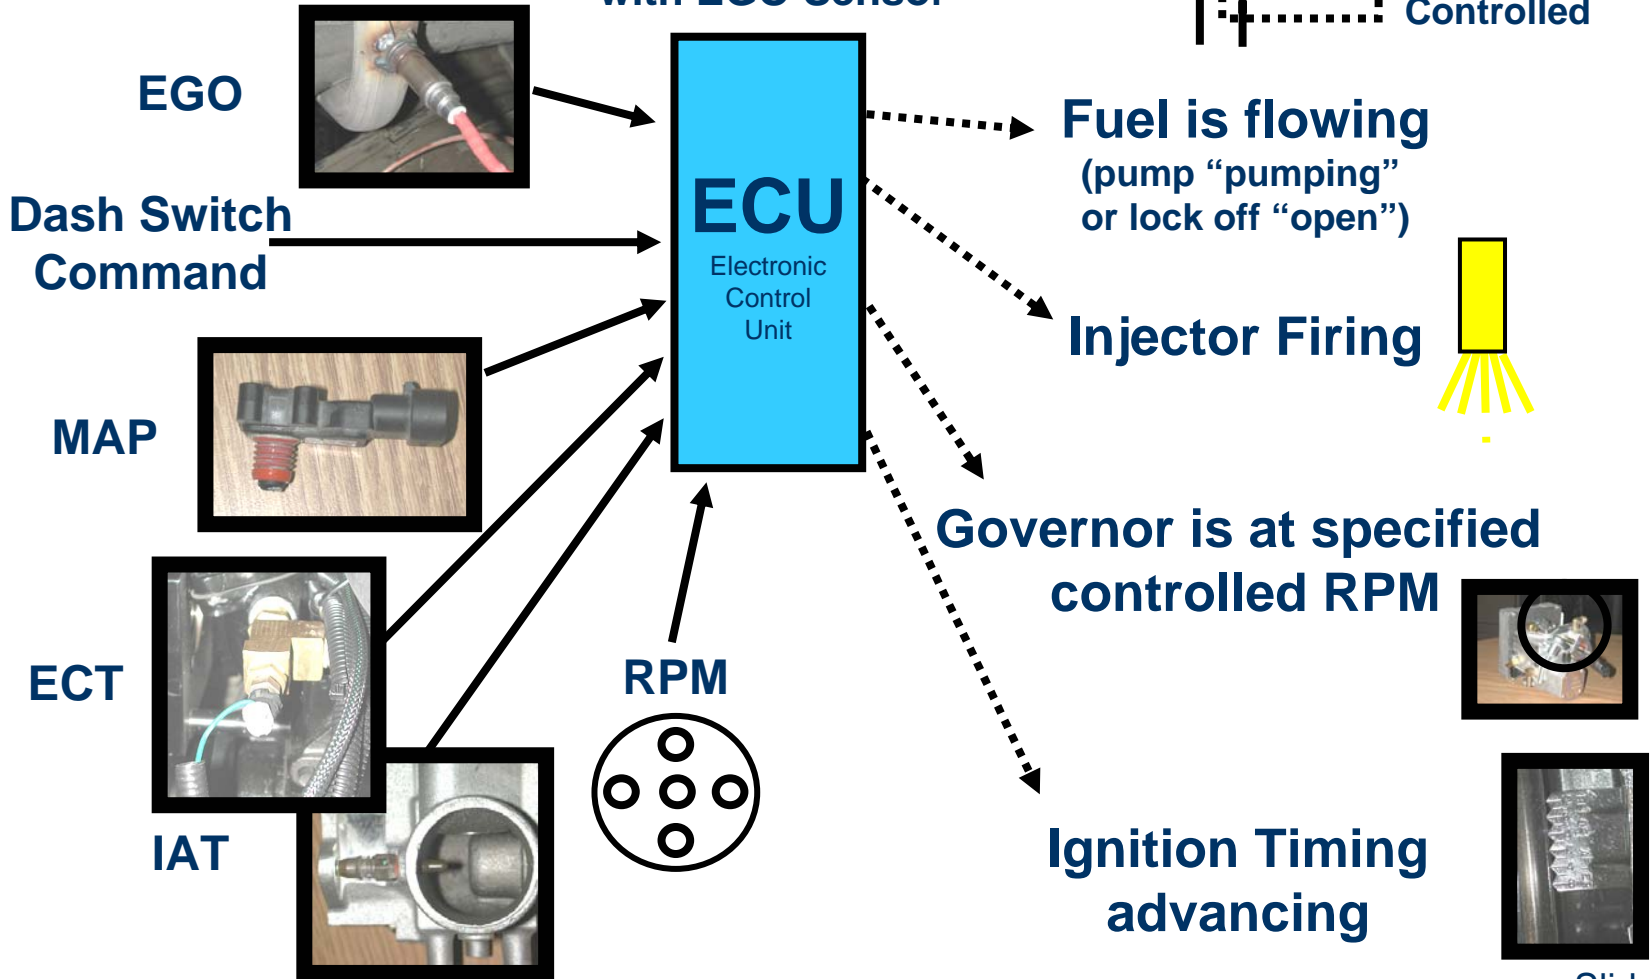 Controlled
EGO
Fuel is flowing
(pump “pumping”
or lock off “open”)
Dash Switch
Command
ECU
Electronic
Control
Unit
Injector Firing
MAP
Governor is at specified
controlled RPM
ECT
RPM
IAT
Ignition Timing
advancing